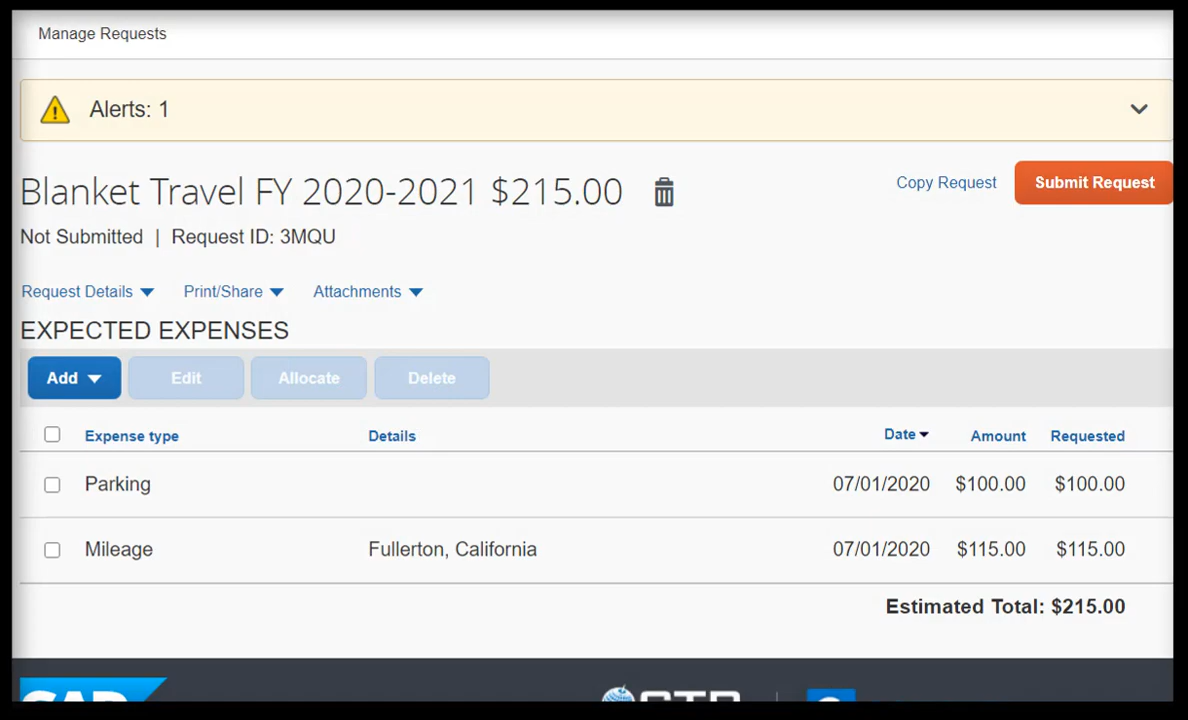 Manage Requests
Alerts: 1
Blanket Travel FY 2020-2021 $215.00
Copy Request
Submit Request
Not Submitted | Request ID: 3MQU
Request Details
Print/Share
Attachments
EXPECTED EXPENSES
Add
Edit
Allocate
Delete
Expense type Details Date Amount Requested
Parking 07/01/2020 $100.00 $100.00
Mileage Fullerton, California 07/01/2020 $115.00 $115.00
Estimated Total: $215.00
SAP